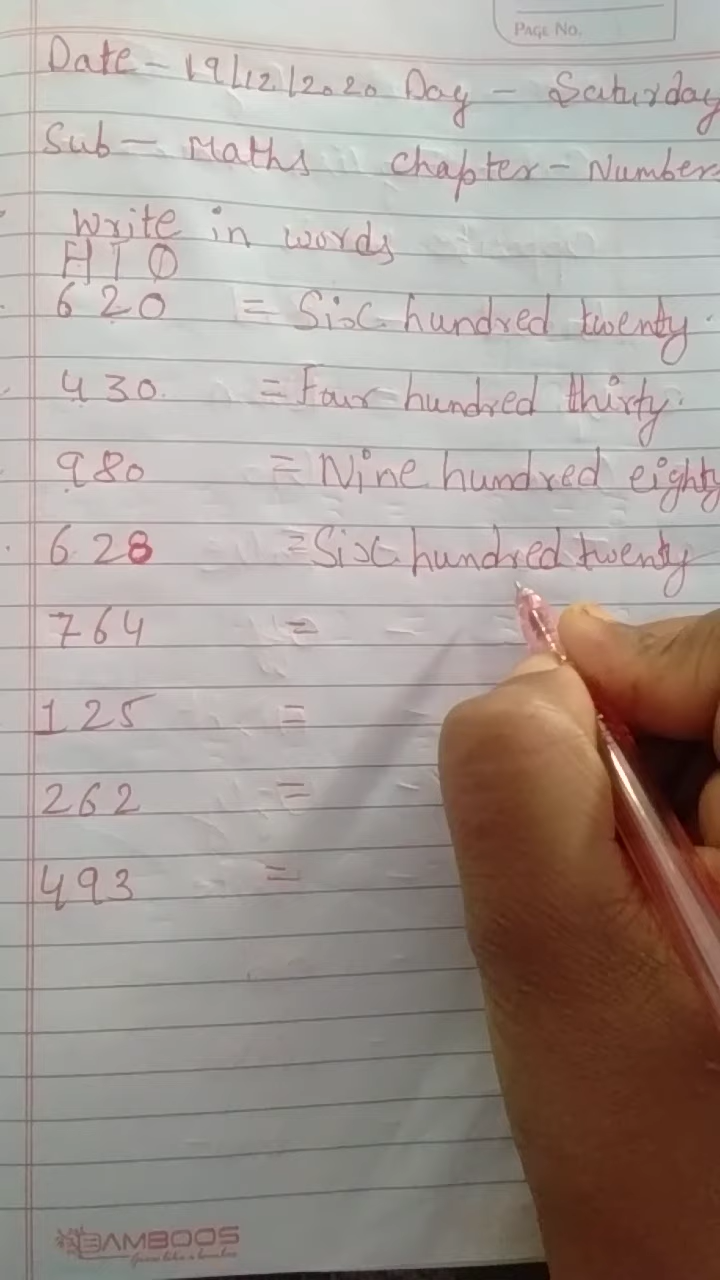 PAGE NO.
Date - 19/12/2020 Day - Saturday
Sub - Maths Chapter - Number
Write in words
H T O
620 = Six hundred twenty.
430. = Four hundred thirty.
980 = Nine hundred eighty
628 = Six hundred twenty
764 =
125 =
262 =
493 =
BAMBOOS